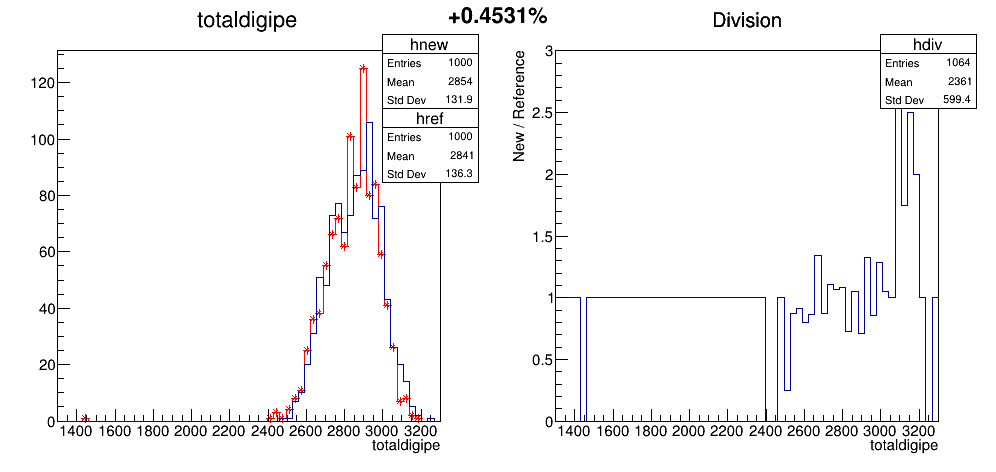 +0.4531%
totaldigipe
hnew
Entries 1000
Mean 2854
Std Dev 131.9
href
Entries 1000
Mean 2841
Std Dev 136.3
120
100
80
60
40
20
0
1400 1600 1800 2000 2200 2400 2600 2800 3000 3200
totaldigipe
Division
hdiv
Entries 1064
Mean 2361
Std Dev 599.4
New / Reference
3
2.5
2
1.5
1
0.5
0
1400 1600 1800 2000 2200 2400 2600 2800 3000 3200
totaldigipe